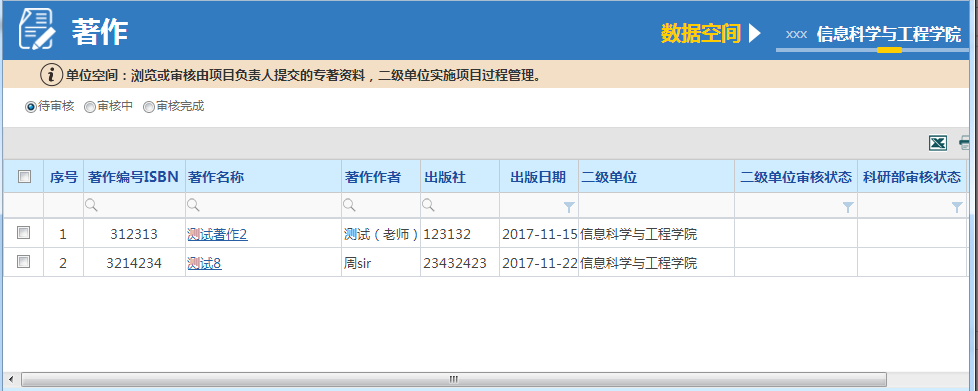 著作
数据空间 xxx 信息科学与工程学院
单位空间：浏览或审核由项目负责人提交的专著资料，二级单位实施项目过程管理。
待审核 审核中 审核完成
序号 著作编号ISBN 著作名称 著作作者 出版社 出版日期 二级单位 二级单位审核状态 科研部审核状态
1 312313 测试著作2 测试（老师） 123132 2017-11-15 信息科学与工程学院
2 3214234 测试8 周sir 23432423 2017-11-22 信息科学与工程学院